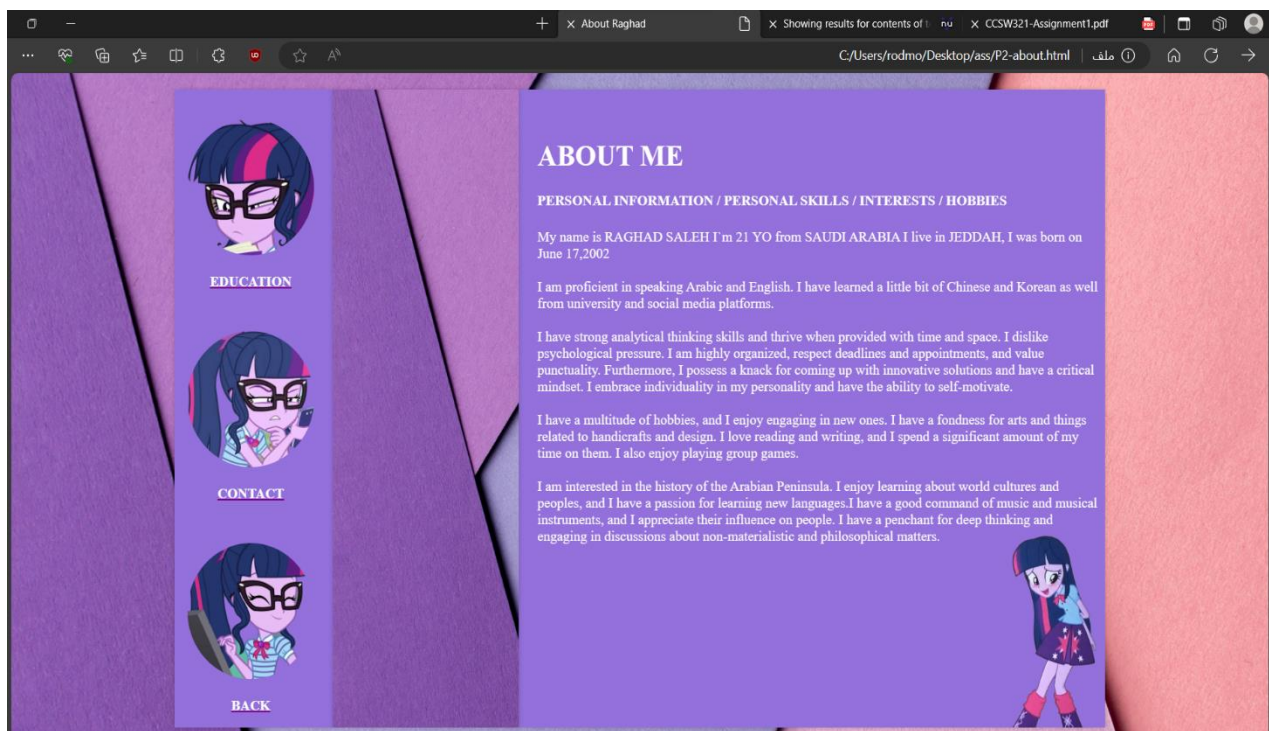 About Raghad
Showing results for contents of
nu
CCSW321-Assignment1.pdf
PDF
C:/Users/rodmo/Desktop/ass/P2-about.html
ملف
EDUCATION
CONTACT
BACK
ABOUT ME
PERSONAL INFORMATION / PERSONAL SKILLS / INTERESTS / HOBBIES
My name is RAGHAD SALEH I`m 21 YO from SAUDI ARABIA I live in JEDDAH, I was born on
June 17,2002
I am proficient in speaking Arabic and English. I have learned a little bit of Chinese and Korean as well
from university and social media platforms.
I have strong analytical thinking skills and thrive when provided with time and space. I dislike
psychological pressure. I am highly organized, respect deadlines and appointments, and value
punctuality. Furthermore, I possess a knack for coming up with innovative solutions and have a critical
mindset. I embrace individuality in my personality and have the ability to self-motivate.
I have a multitude of hobbies, and I enjoy engaging in new ones. I have a fondness for arts and things
related to handicrafts and design. I love reading and writing, and I spend a significant amount of my
time on them. I also enjoy playing group games.
I am interested in the history of the Arabian Peninsula. I enjoy learning about world cultures and
peoples, and I have a passion for learning new languages.I have a good command of music and musical
instruments, and I appreciate their influence on people. I have a penchant for deep thinking and
engaging in discussions about non-materialistic and philosophical matters.